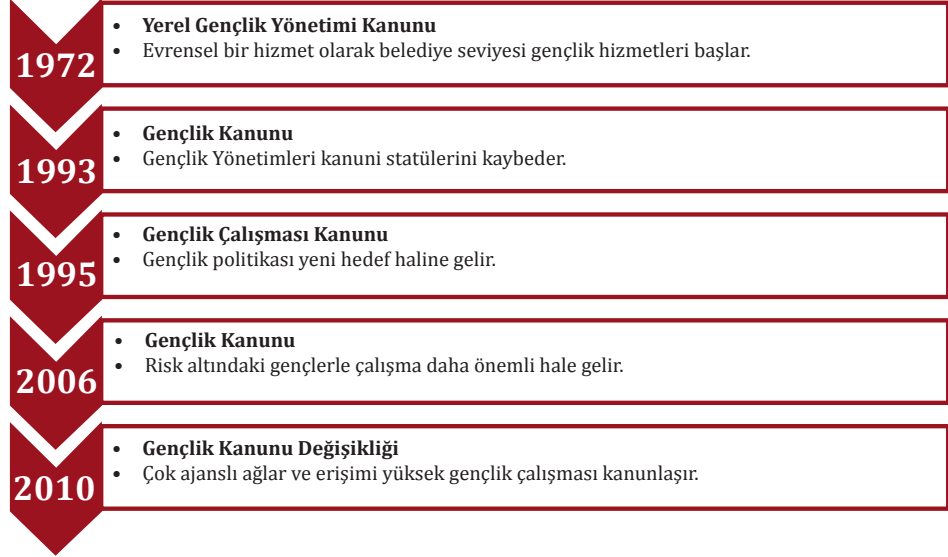 1972
• Yerel Gençlik Yönetimi Kanunu
• Evrensel bir hizmet olarak belediye seviyesi gençlik hizmetleri başlar.
1993
• Gençlik Kanunu
• Gençlik Yönetimleri kanuni statülerini kaybeder.
1995
• Gençlik Çalışması Kanunu
• Gençlik politikası yeni hedef haline gelir.
2006
• Gençlik Kanunu
• Risk altındaki gençlerle çalışma daha önemli hale gelir.
2010
• Gençlik Kanunu Değişikliği
• Çok ajanslı ağlar ve erişimi yüksek gençlik çalışması kanunlaşır.